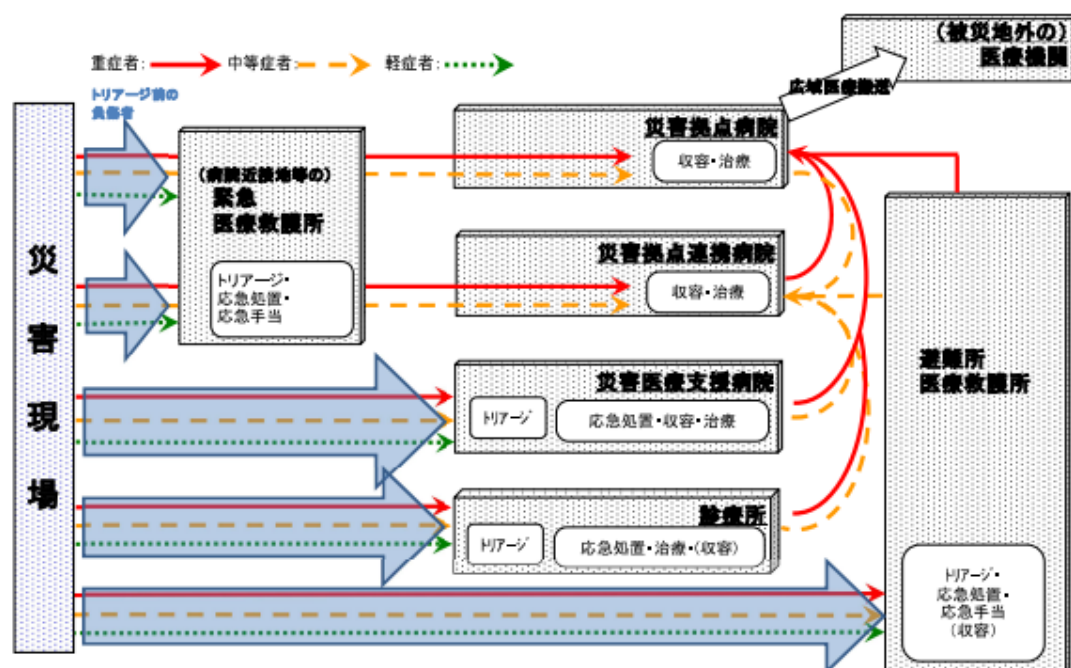 (被災地外の)
医療機関
重症者:
中等症者:
軽症者:
広域医療搬送
トリアージ前の
負傷者
災害現場
(病院近接地等の)
緊急
医療救護所
トリアージ・
応急処置・
応急手当
災害拠点病院
収容・治療
災害拠点連携病院
収容・治療
災害医療支援病院
トリアージ
応急処置・収容・治療
診療所
トリアージ
応急処置・治療・(収容)
避難所
医療救護所
トリアージ・
応急処置・
応急手当
(収容)